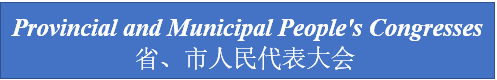 Provincial and Municipal People's Congresses
省、市人民代表大会